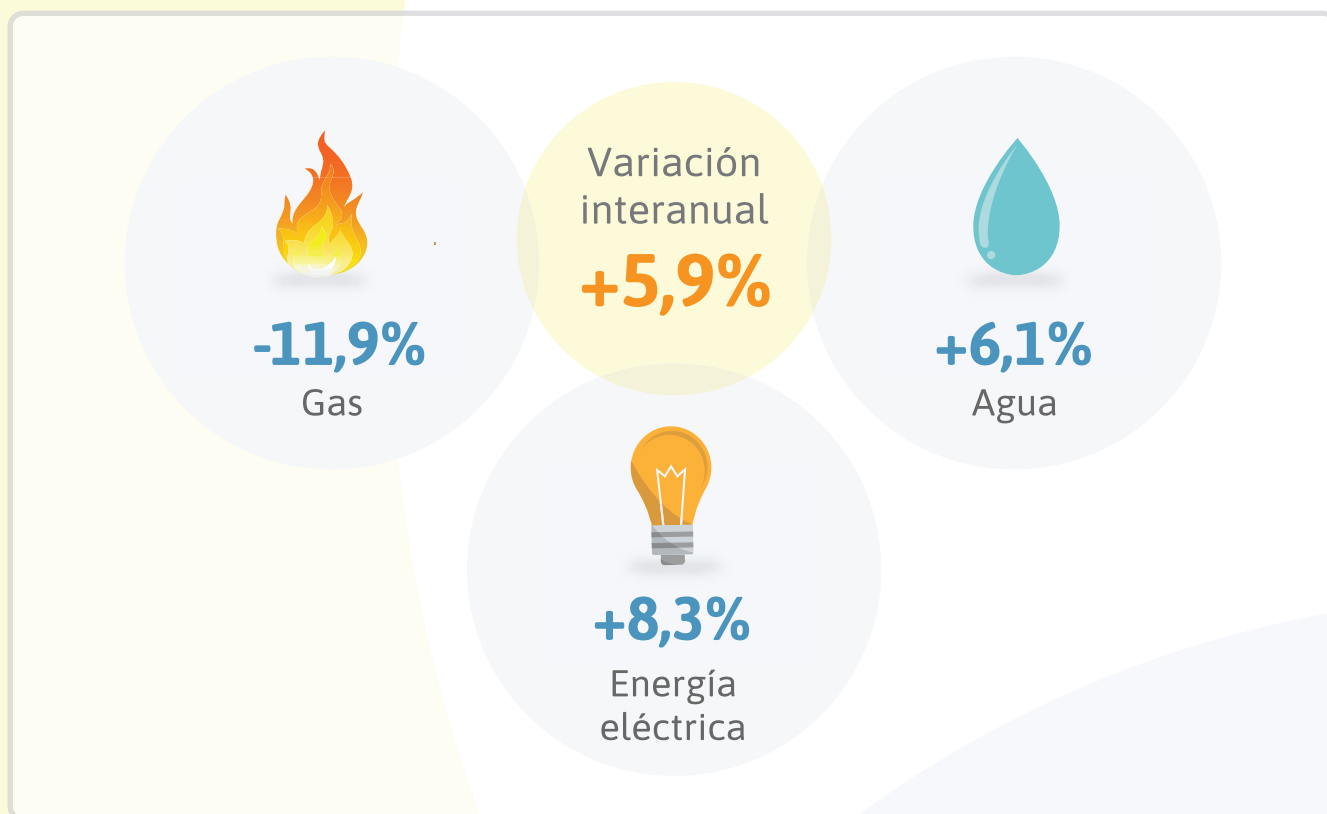 Variación
interanual
+5,9%
-11,9%
Gas
+6,1%
Agua
+8,3%
Energía
eléctrica